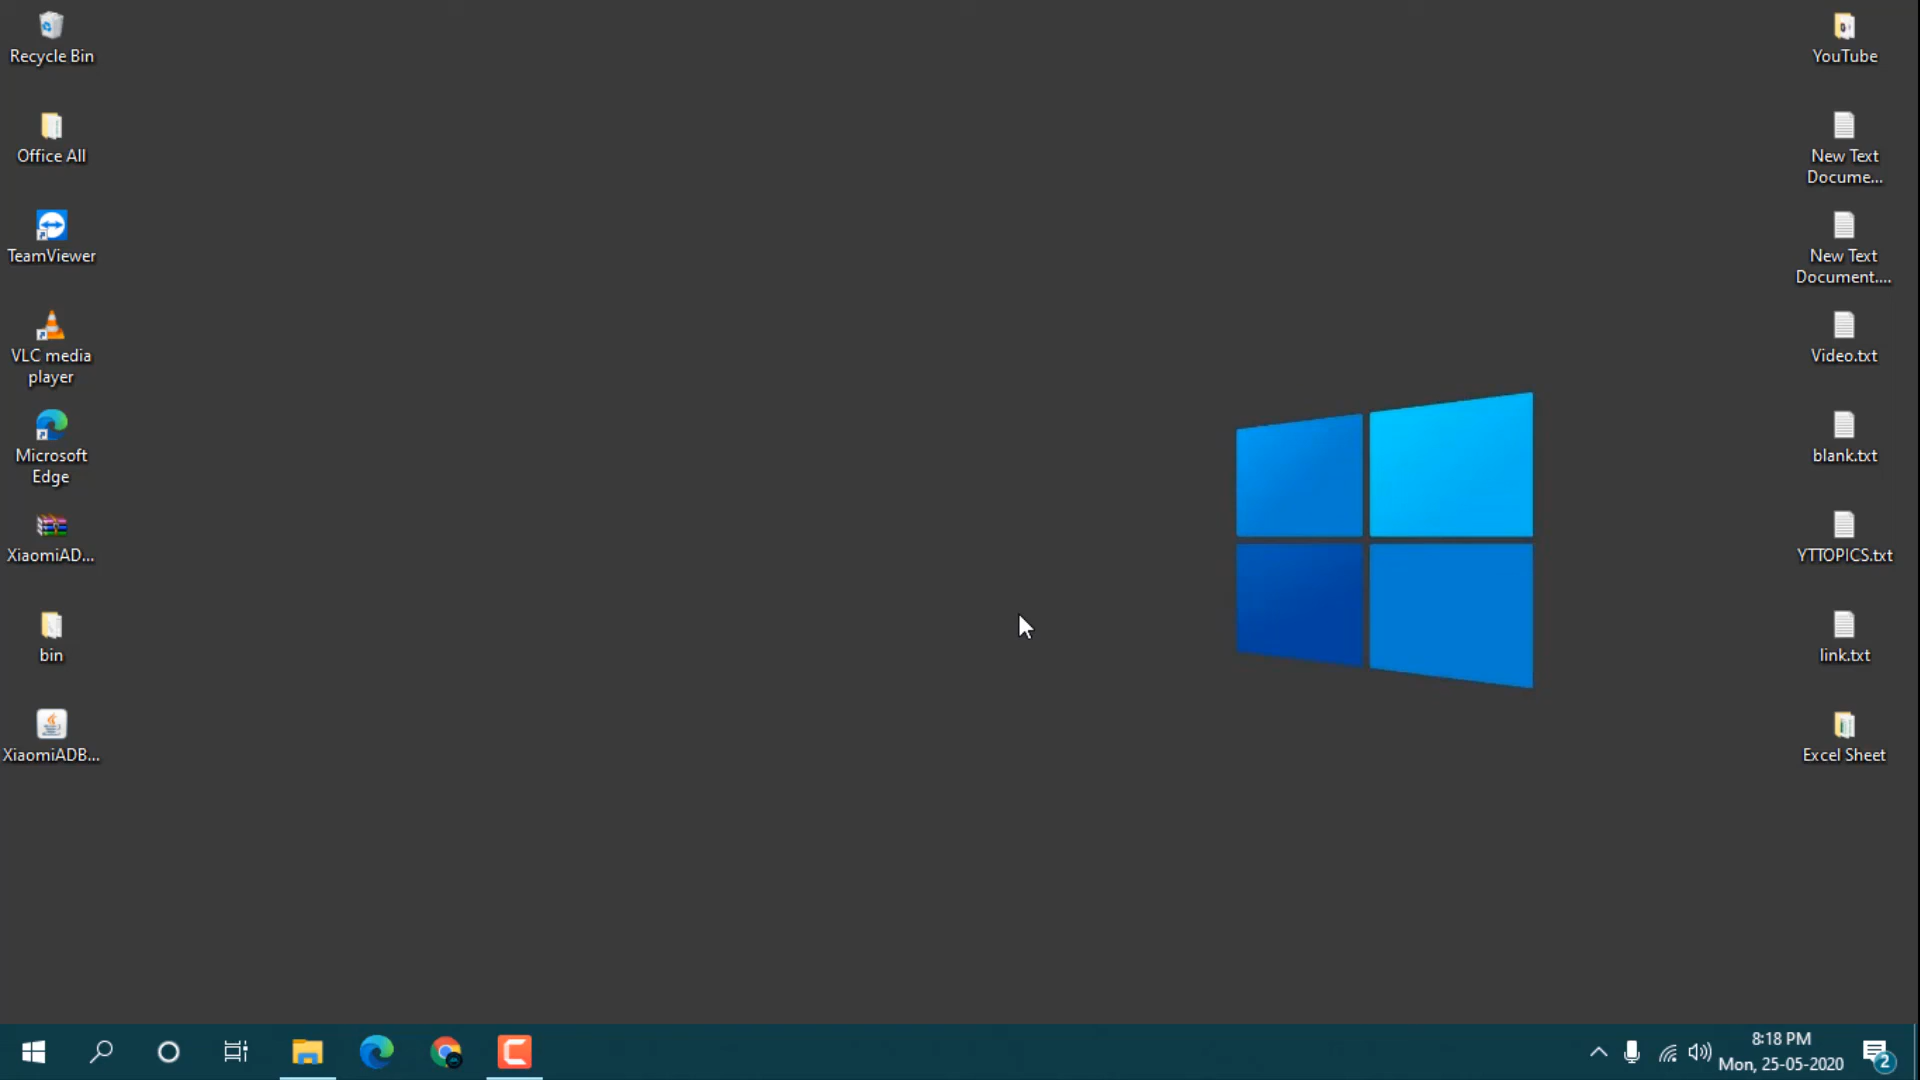 Recycle Bin
Office All
TeamViewer
VLC media
player
Microsoft
Edge
XiaomiAD...
bin
XiaomiADB...
YouTube
New Text
Docume...
New Text
Document....
Video.txt
blank.txt
YTTOPICS.txt
link.txt
Excel Sheet
8:18 PM
Mon, 25-05-2020
2